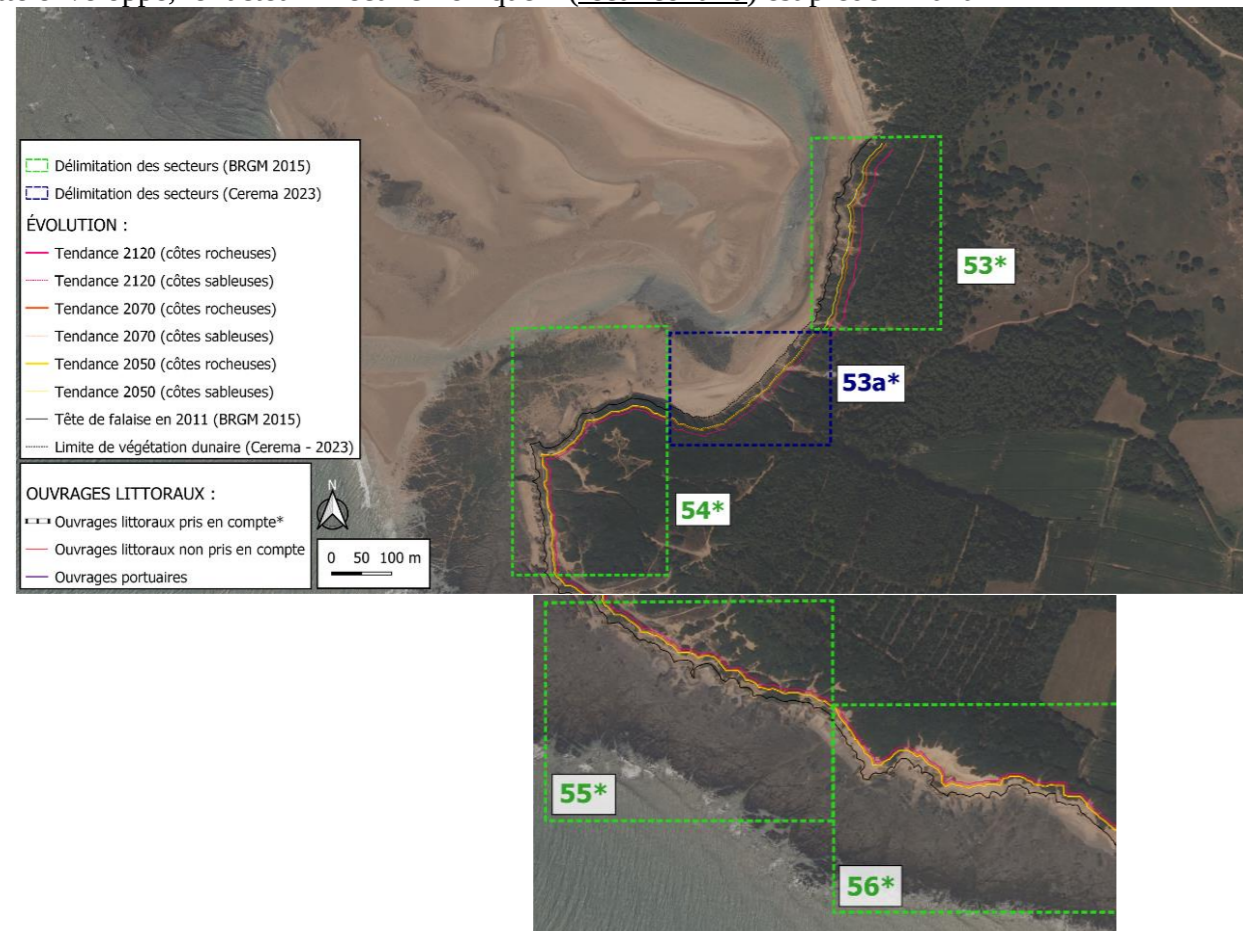 53*
53a*
54*
Délimitation des secteurs (BRGM 2015)
Délimitation des secteurs (Cerema 2023)
ÉVOLUTION :
Tendance 2120 (côtes rocheuses)
Tendance 2120 (côtes sableuses)
Tendance 2070 (côtes rocheuses)
Tendance 2070 (côtes sableuses)
Tendance 2050 (côtes rocheuses)
Tendance 2050 (côtes sableuses)
Tête de falaise en 2011 (BRGM 2015)
Limite de végétation dunaire (Cerema - 2023)
OUVRAGES LITTORAUX :
Ouvrages littoraux pris en compte*
Ouvrages littoraux non pris en compte
Ouvrages portuaires
N
0 50 100 m
55*
56*